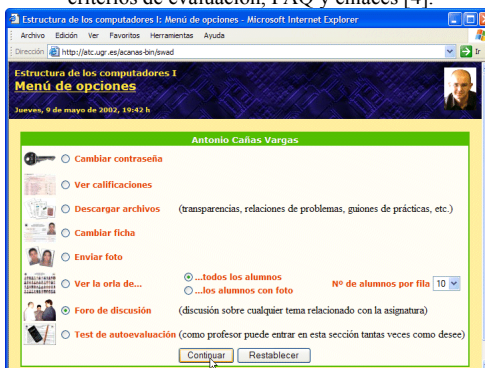 criterios de evaluación, FAQ y enlaces [4].
Estructura de los computadores I: Menú de opciones - Microsoft Internet Explorer
Archivo Edición Ver Favoritos Herramientas Ayuda
Dirección http://atc.ugr.es/acanas-bin/swad Ir
Estructura de los computadores I
Menú de opciones
Jueves, 9 de mayo de 2002, 19:42 h
Antonio Cañas Vargas
Cambiar contraseña
Ver calificaciones
Descargar archivos (transparencias, relaciones de problemas, guiones de prácticas, etc.)
Cambiar ficha
Enviar foto
Ver la orla de... ...todos los alumnos Nº de alumnos por fila 10
...los alumnos con foto
Foro de discusión (discusión sobre cualquier tema relacionado con la asignatura)
Test de autoevaluación (como profesor puede entrar en esta sección tantas veces como desee)
Continuar Restablecer